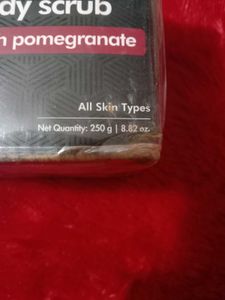 dy scrub
pomegranate
All Skin Types
Net Quantity: 250 g | 8.82 oz.